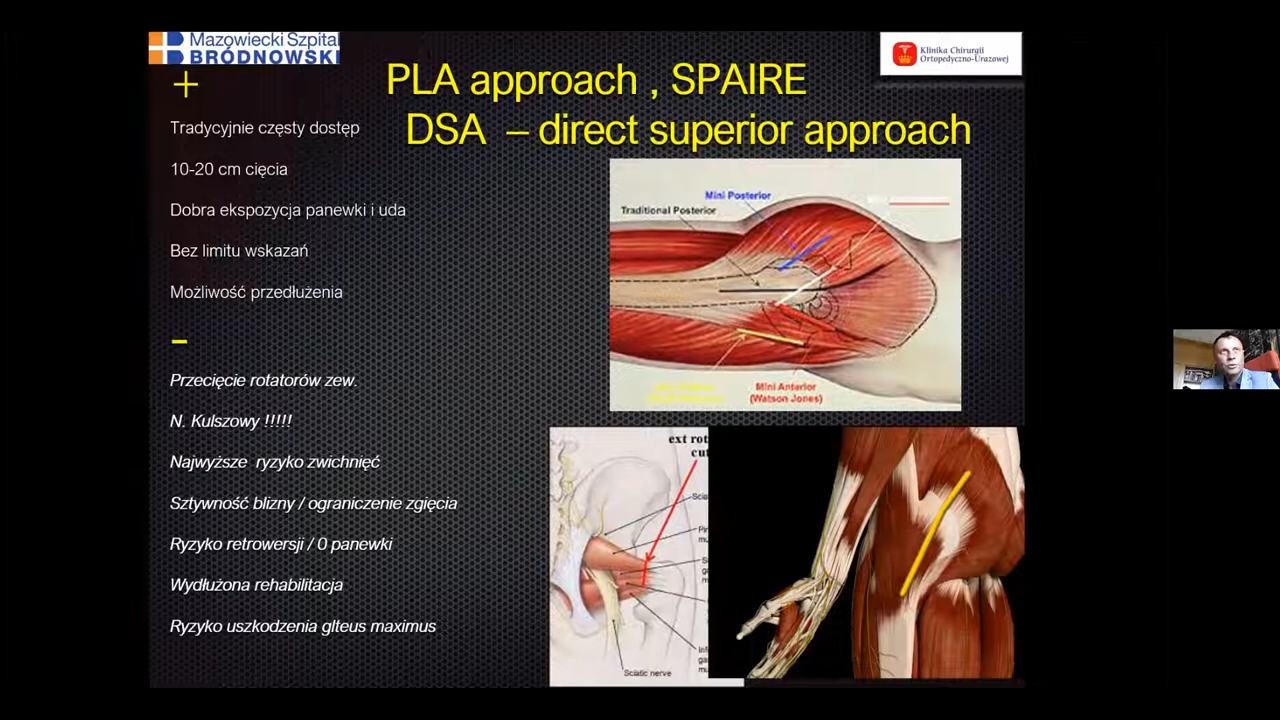 Mazowiecki Szpital
BRÓDNOWSKI
Klinika Chirurgii
Ortopedyczno-Urazowej
PLA approach , SPAIRE
DSA – direct superior approach
+
Tradycyjnie częsty dostęp
10-20 cm cięcia
Dobra ekspozycja panewki i uda
Bez limitu wskazań
Możliwość przedłużenia
-
Przecięcie rotatorów zew.
N. Kulszowy !!!!!
Najwyższe ryzyko zwichnięć
Sztywność blizny / ograniczenie zgięcia
Ryzyko retrowersji / 0 panewki
Wydłużona rehabilitacja
Ryzyko uszkodzenia glteus maximus
Mini Posterior
Traditional Posterior
Mini Anterior
(Watson Jones)
ext rot
cut
Sciatic nerve